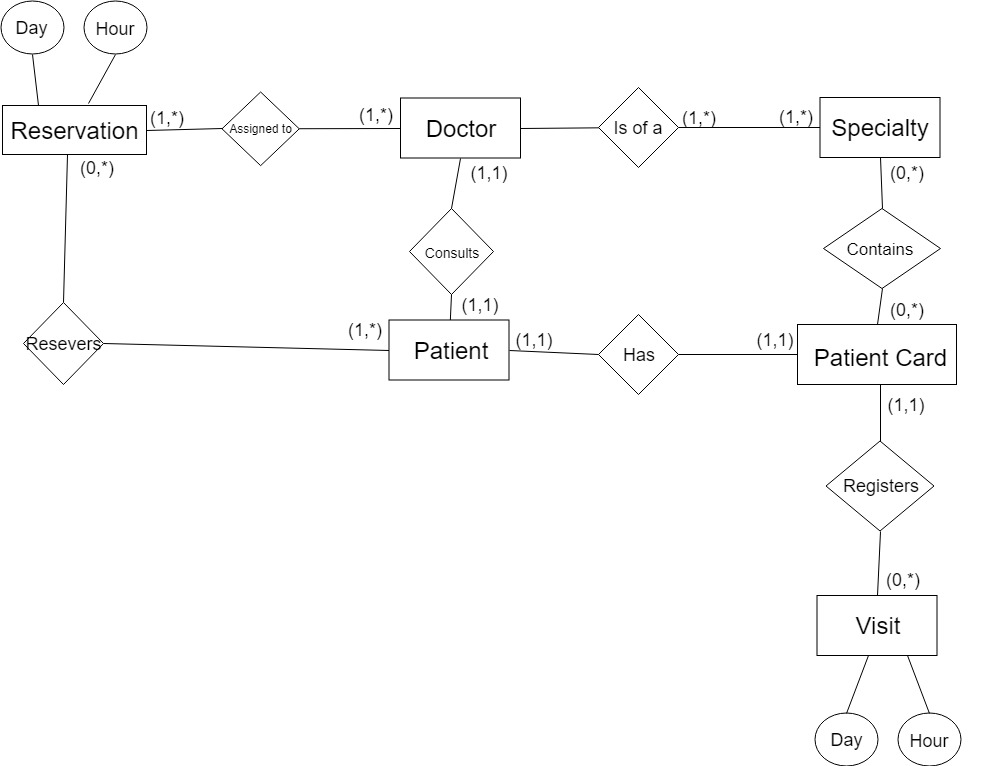 Day
Hour
Reservation
(1,*)
Assigned to
(1,*)
Doctor
Is of a
(1,*)
(1,*)
Specialty
(0,*)
(1,1)
(0,*)
Consults
Contains
(1,1)
(0,*)
Resevers
(1,*)
Patient
(1,1)
Has
(1,1)
Patient Card
(1,1)
Registers
(0,*)
Visit
Day
Hour